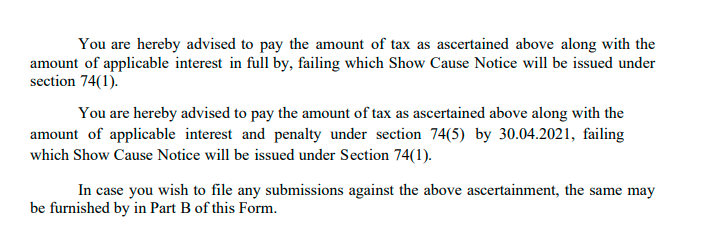 You are hereby advised to pay the amount of tax as ascertained above along with the
amount of applicable interest in full by, failing which Show Cause Notice will be issued under
section 74(1).
You are hereby advised to pay the amount of tax as ascertained above along with the
amount of applicable interest and penalty under section 74(5) by 30.04.2021, failing
which Show Cause Notice will be issued under Section 74(1).
In case you wish to file any submissions against the above ascertainment, the same may
be furnished by in Part B of this Form.